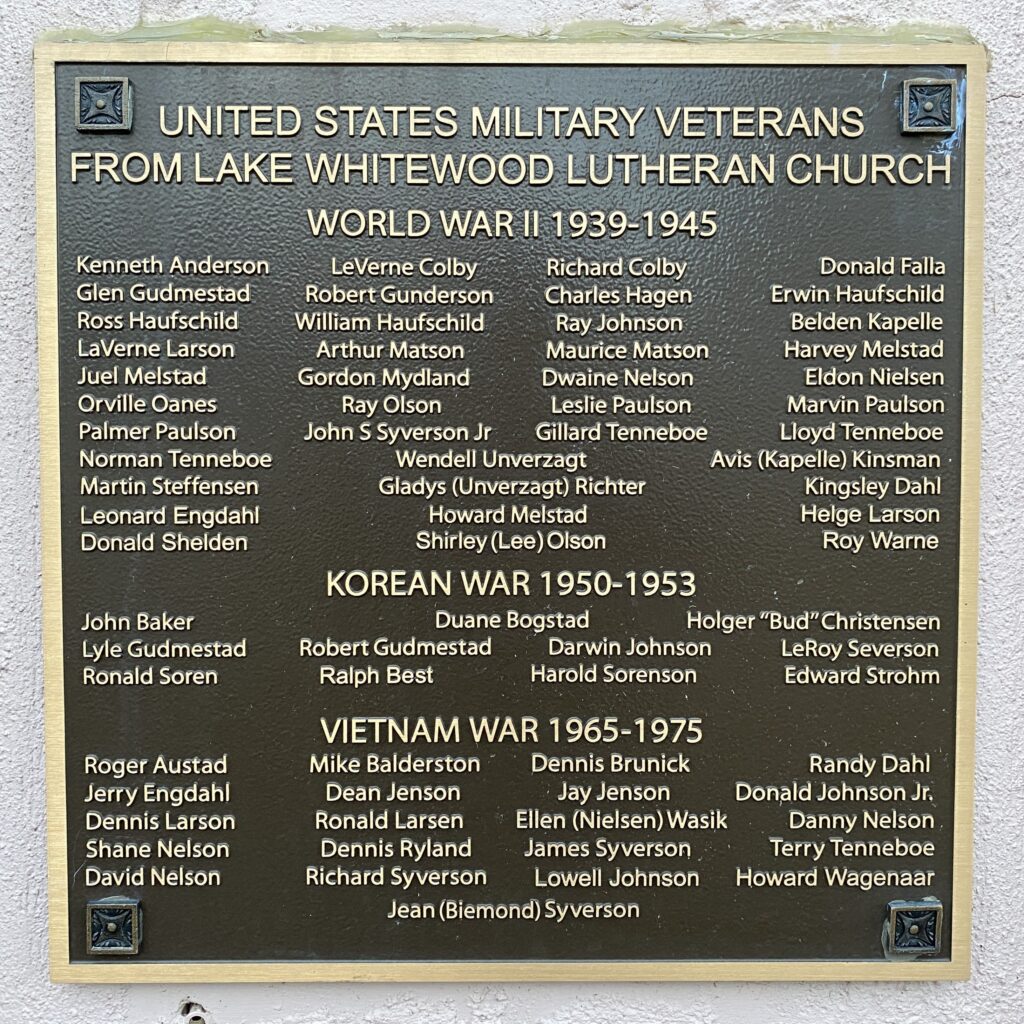 UNITED STATES MILITARY VETERANS
FROM LAKE WHITEWOOD LUTHERAN CHURCH
WORLD WAR II 1939-1945
Kenneth Anderson LeVerne Colby Richard Colby Donald Falla
Glen Gudmestad Robert Gunderson Charles Hagen Erwin Haufschild
Ross Haufschild William Haufschild Ray Johnson Belden Kapelle
LaVerne Larson Arthur Matson Maurice Matson Harvey Melstad
Juel Melstad Gordon Mydland Dwaine Nelson Eldon Nielsen
Orville Oanes Ray Olson Leslie Paulson Marvin Paulson
Palmer Paulson John S Syverson Jr Gillard Tenneboe Lloyd Tenneboe
Norman Tenneboe Wendell Unverzagt Avis (Kapelle) Kinsman
Martin Steffensen Gladys (Unverzagt) Richter Kingsley Dahl
Leonard Engdahl Howard Melstad Helge Larson
Donald Shelden Shirley (Lee) Olson Roy Warne
KOREAN WAR 1950-1953
John Baker Duane Bogstad Holger "Bud" Christensen
Lyle Gudmestad Robert Gudmestad Darwin Johnson LeRoy Severson
Ronald Soren Ralph Best Harold Sorenson Edward Strohm
VIETNAM WAR 1965-1975
Roger Austad Mike Balderston Dennis Brunick Randy Dahl
Jerry Engdahl Dean Jenson Jay Jenson Donald Johnson Jr.
Dennis Larson Ronald Larsen Ellen (Nielsen) Wasik Danny Nelson
Shane Nelson Dennis Ryland James Syverson Terry Tenneboe
David Nelson Richard Syverson Lowell Johnson Howard Wagenaar
Jean (Biemond) Syverson